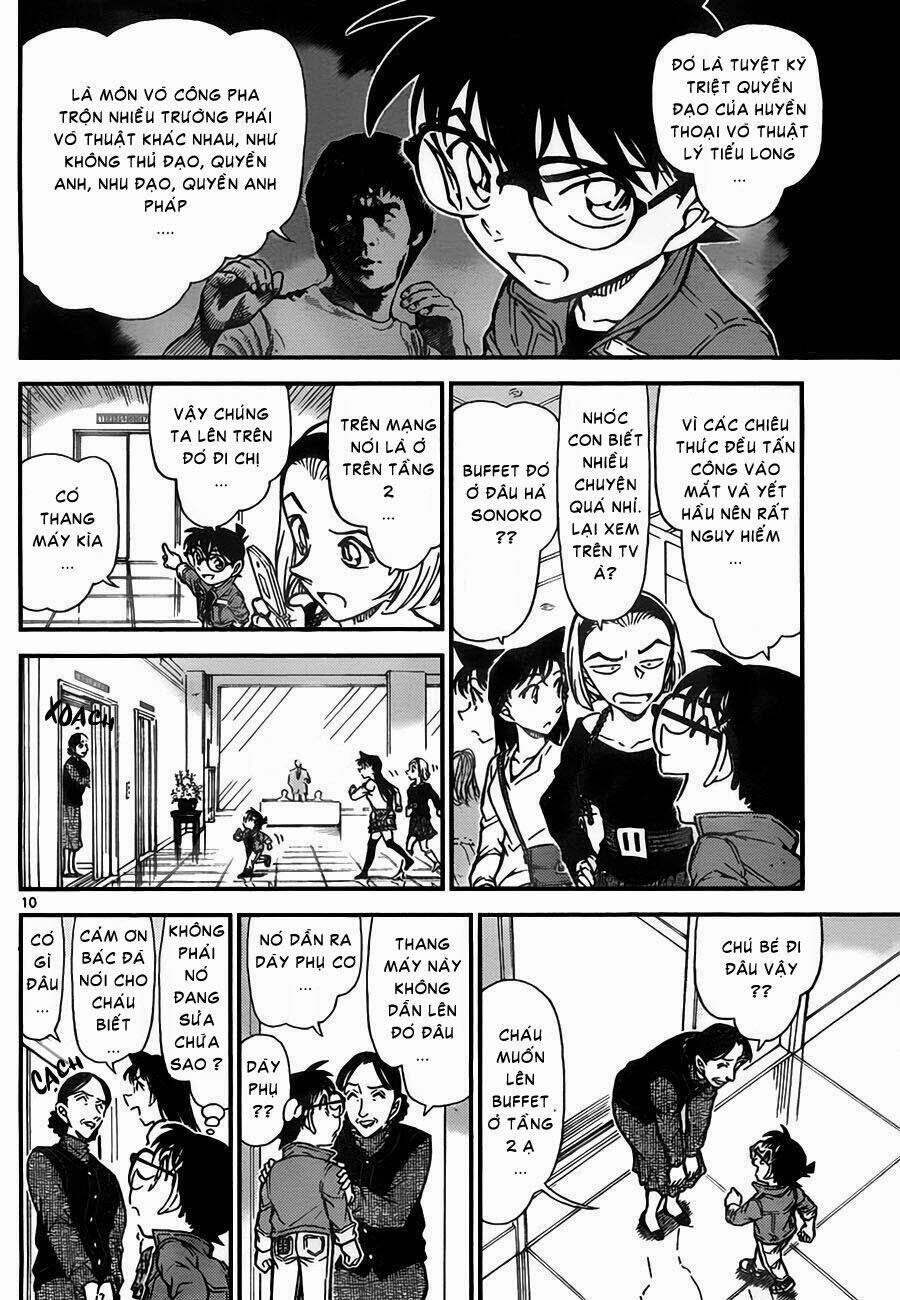 ĐÓ LÀ TUYỆT KỸ
TRIỆT QUYỀN
ĐẠO CỦA HUYỀN
THOẠI VÕ THUẬT
LÝ TIỂU LONG
...
LÀ MÔN VÕ CÔNG PHA
TRỘN NHIỀU TRƯỜNG PHÁI
VÕ THUẬT KHÁC NHAU, NHƯ
KHÔNG THỦ ĐẠO, QUYỀN
ANH, NHU ĐẠO, QUYỀN ANH
PHÁP
....
VÌ CÁC CHIÊU
THỨC ĐỀU TẤN
CÔNG VÀO
MẮT VÀ YẾT
HẦU NÊN RẤT
NGUY HIỂM
...
NHÓC
CON BIẾT
NHIỀU
CHUYỆN
QUÁ NHỈ.
LẠI XEM
TRÊN TV
À?
BUFFET ĐÓ
Ở ĐÂU HẢ
SONOKO
??
TRÊN MẠNG
NÓI LÀ Ở
TRÊN TẦNG
2
...
VẬY CHÚNG
TA LÊN TRÊN
ĐÓ ĐI CHỊ
...
CÓ
THANG
MÁY KÌA
...
XOẠCH
10
CHÚ BÉ ĐI
ĐÂU VẬY
??
CHÁU
MUỐN
LÊN
BUFFET
Ở TẦNG
2 Ạ
...
THANG
MÁY NÀY
KHÔNG
DẪN LÊN
ĐÓ ĐÂU
...
NÓ DẪN RA
DÃY PHỤ CƠ
...
DÃY
PHỤ
??
KHÔNG
PHẢI
NÓ
ĐANG
SỬA
CHỮA
SAO ?
CÁM ƠN
BÁC ĐÃ
NÓI CHO
CHÁU
BIẾT
...
CÓ
GÌ
ĐÂU
...
CẠCH